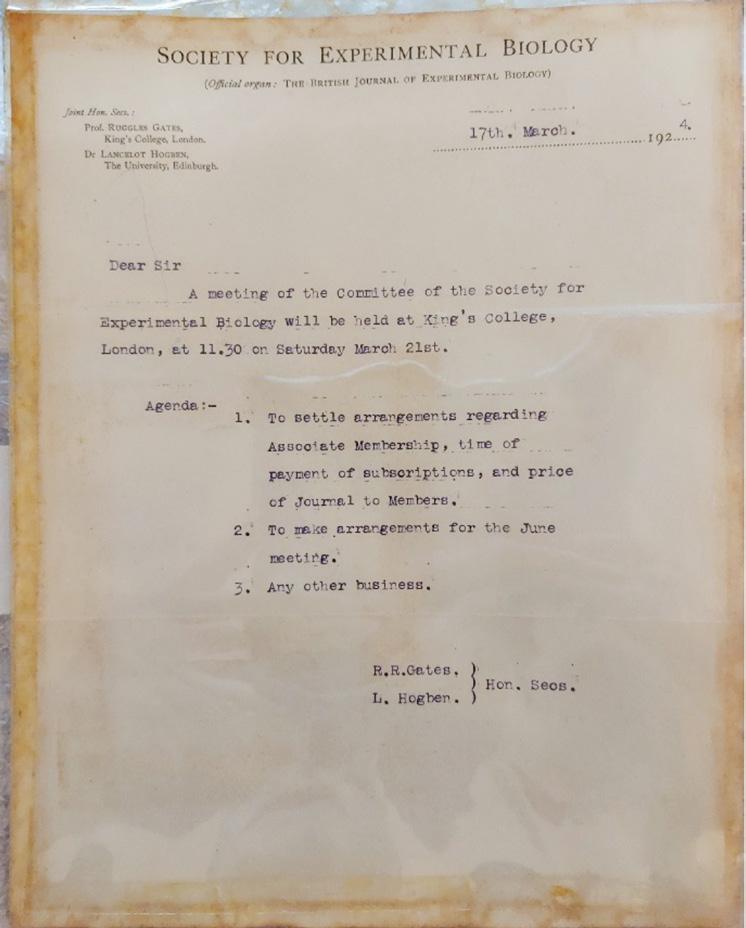 SOCIETY FOR EXPERIMENTAL BIOLOGY
(Official organ: THE BRITISH JOURNAL OF EXPERIMENTAL BIOLOGY)
Joint Hon. Secs.:
Prof. RUGGLES GATES,
King's College, London.
Dr LANCELOT HOGBEN,
The University, Edinburgh.
17th. March. 1924.
Dear Sir
A meeting of the Committee of the Society for
Experimental Biology will be held at King's College,
London, at 11.30 on Saturday March 21st.
Agenda:-
1. To settle arrangements regarding
Associate Membership, time of
payment of subscriptions, and price
of Journal to Members.
2. To make arrangements for the June
meeting.
3. Any other business.
R.R.Gates.
L. Hogben.
} Hon. Secs.